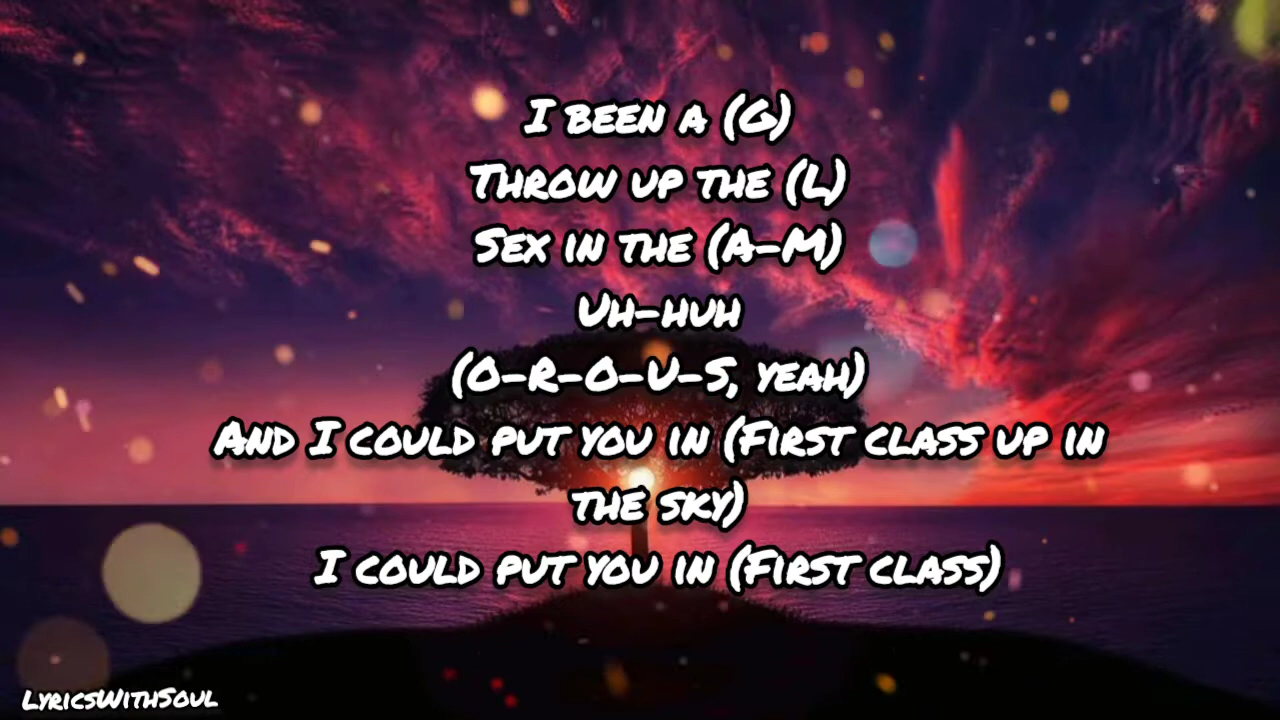 I been a (G)
Throw up the (L)
Sex in the (A-M)
Uh-huh
(O-R-O-U-S, yeah)
And I could put you in (First class up in
the sky)
I could put you in (First class)
LyricsWithSoul